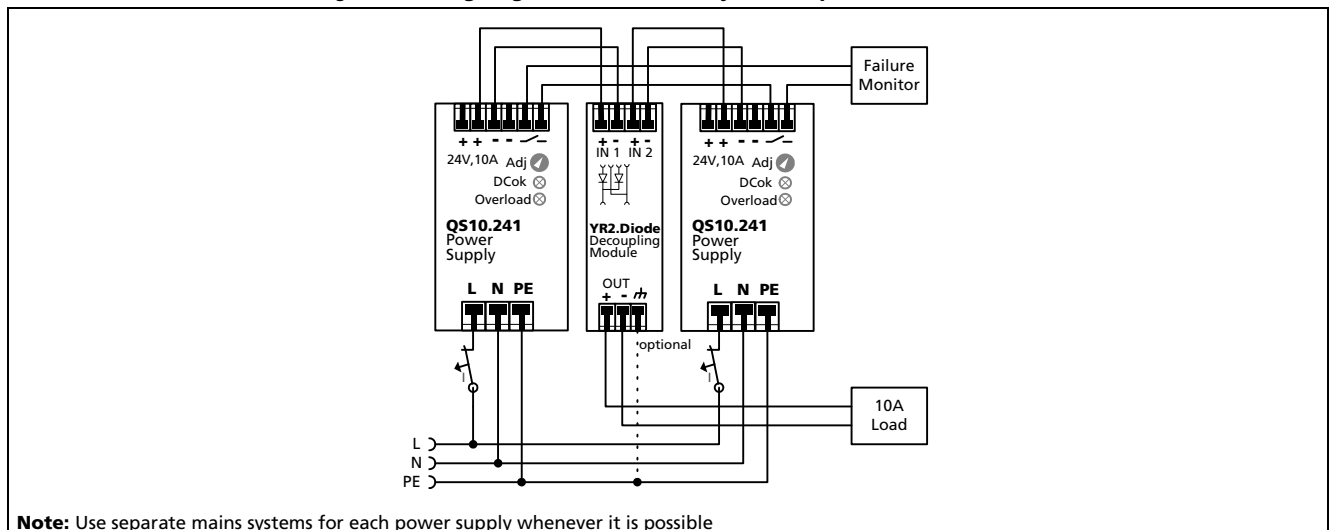 Failure
Monitor
+ + - -
24V,10A Adj
DCok
Overload
QS10.241
Power
Supply
L N PE
+ - + -
IN 1 IN 2
YR2.Diode
Decoupling
Module
OUT
+ -
optional
+ + - -
24V,10A Adj
DCok
Overload
QS10.241
Power
Supply
L N PE
I
I
10A
Load
L
N
PE
Note: Use separate mains systems for each power supply whenever it is possible